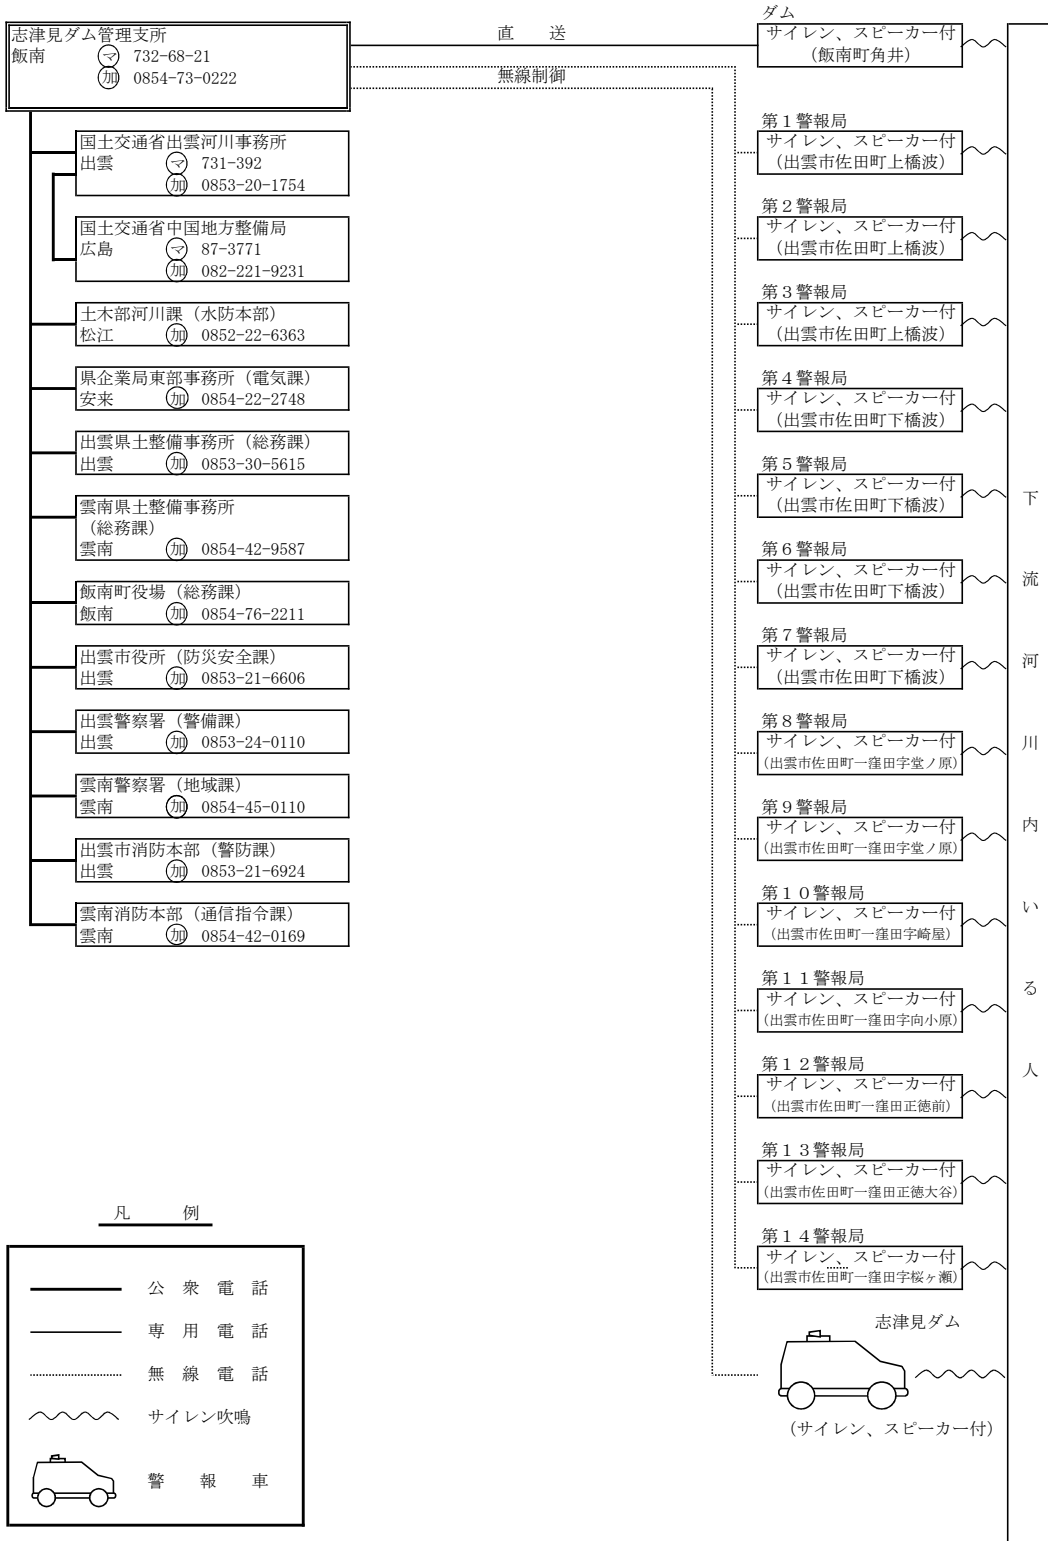 志津見ダム管理支所
飯南　㋮　732-68-21
㋕　0854-73-0222
国土交通省出雲河川事務所
出雲　㋮　731-392
㋕　0853-20-1754
国土交通省中国地方整備局
広島　㋮　87-3771
㋕　082-221-9231
土木部河川課（水防本部）
松江　㋕　0852-22-6363
県企業局東部事務所（電気課）
安来　㋕　0854-22-2748
出雲県土整備事務所（総務課）
出雲　㋕　0853-30-5615
雲南県土整備事務所
（総務課）
雲南　㋕　0854-42-9587
飯南町役場（総務課）
飯南　㋕　0854-76-2211
出雲市役所（防災安全課）
出雲　㋕　0853-21-6606
出雲警察署（警備課）
出雲　㋕　0853-24-0110
雲南警察署（地域課）
雲南　㋕　0854-45-0110
出雲市消防本部（警防課）
出雲　㋕　0853-21-6924
雲南消防本部（通信指令課）
雲南　㋕　0854-42-0169
直　送
無線制御
ダム
サイレン、スピーカー付
（飯南町角井）
第１警報局
サイレン、スピーカー付
（出雲市佐田町上橋波）
第２警報局
サイレン、スピーカー付
（出雲市佐田町上橋波）
第３警報局
サイレン、スピーカー付
（出雲市佐田町上橋波）
第４警報局
サイレン、スピーカー付
（出雲市佐田町下橋波）
第５警報局
サイレン、スピーカー付
（出雲市佐田町下橋波）
第６警報局
サイレン、スピーカー付
（出雲市佐田町下橋波）
第７警報局
サイレン、スピーカー付
（出雲市佐田町下橋波）
第８警報局
サイレン、スピーカー付
（出雲市佐田町一窪田字堂ノ原）
第９警報局
サイレン、スピーカー付
（出雲市佐田町一窪田字堂ノ原）
第１０警報局
サイレン、スピーカー付
（出雲市佐田町一窪田字崎屋）
第１１警報局
サイレン、スピーカー付
（出雲市佐田町一窪田字向小原）
第１２警報局
サイレン、スピーカー付
（出雲市佐田町一窪田正徳前）
第１３警報局
サイレン、スピーカー付
（出雲市佐田町一窪田正徳大谷）
第１４警報局
サイレン、スピーカー付
（出雲市佐田町一窪田字桜ヶ瀬）
志津見ダム
（サイレン、スピーカー付）
下流河川内いる人
凡　例
公衆電話
専用電話
無線電話
サイレン吹鳴
警報車